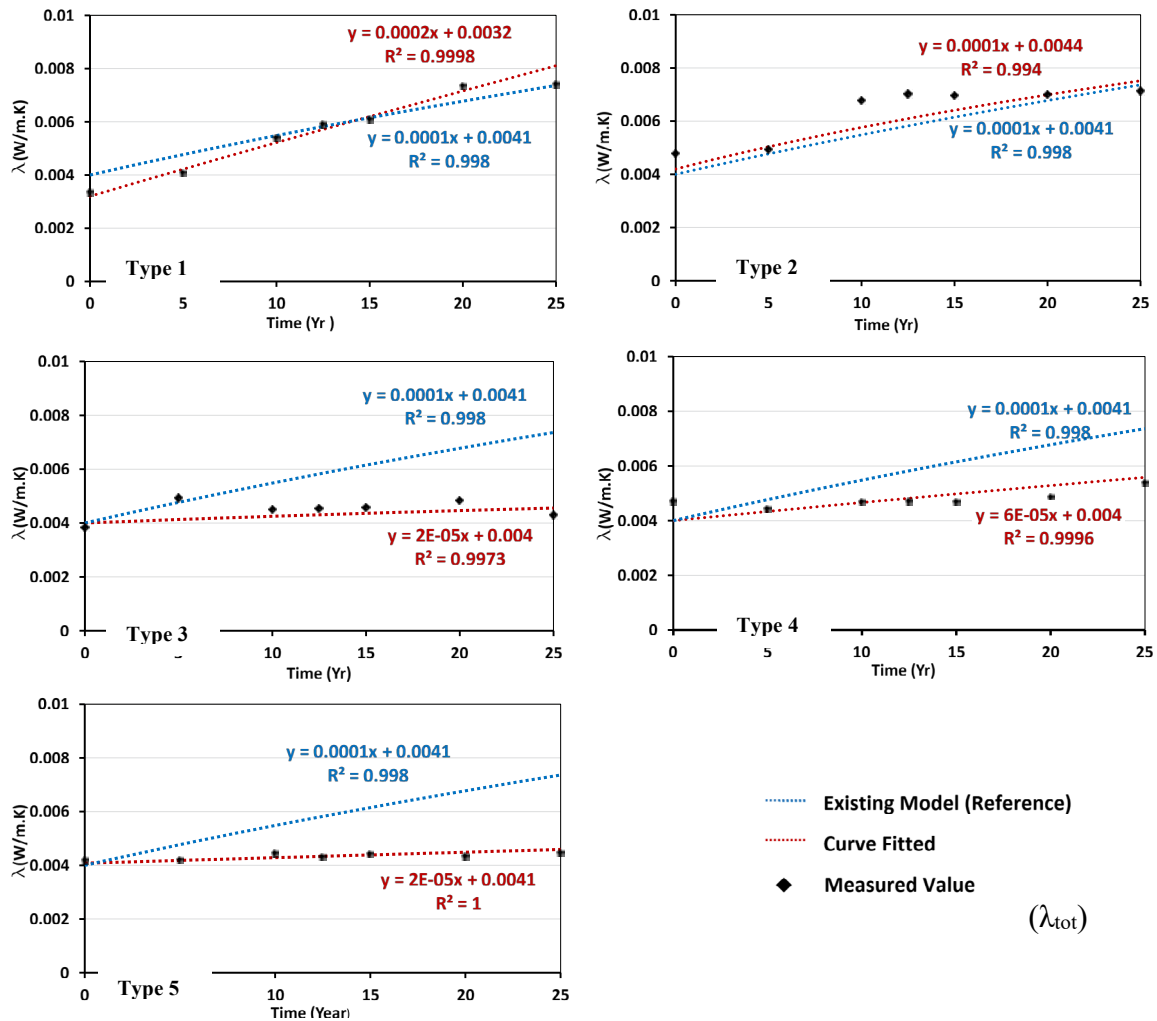 λ(W/m.K)
0.01
0.008
0.006
0.004
0.002
0
y = 0.0002x + 0.0032
R² = 0.9998
y = 0.0001x + 0.0041
R² = 0.998
Type 1
0 5 10 15 20 25
Time (Yr )
λ(W/m.K)
0.01
0.008
0.006
0.004
0.002
0
y = 0.0001x + 0.0044
R² = 0.994
y = 0.0001x + 0.0041
R² = 0.998
Type 2
0 5 10 15 20 25
Time (Yr)
λ(W/m.K)
0.01
0.008
0.006
0.004
0.002
0
y = 0.0001x + 0.0041
R² = 0.998
y = 2E-05x + 0.004
R² = 0.9973
Type 3
0 5 10 15 20 25
Time (Yr)
λ(W/m.K)
0.01
0.008
0.006
0.004
0.002
0
y = 0.0001x + 0.0041
R² = 0.998
y = 6E-05x + 0.004
R² = 0.9996
Type 4
0 5 10 15 20 25
Time (Yr)
λ(W/m.K)
0.01
0.008
0.006
0.004
0.002
0
y = 0.0001x + 0.0041
R² = 0.998
y = 2E-05x + 0.0041
R² = 1
Type 5
0 5 10 15 20 25
Time (Year)
Existing Model (Reference)
Curve Fitted
Measured Value
(λtot)